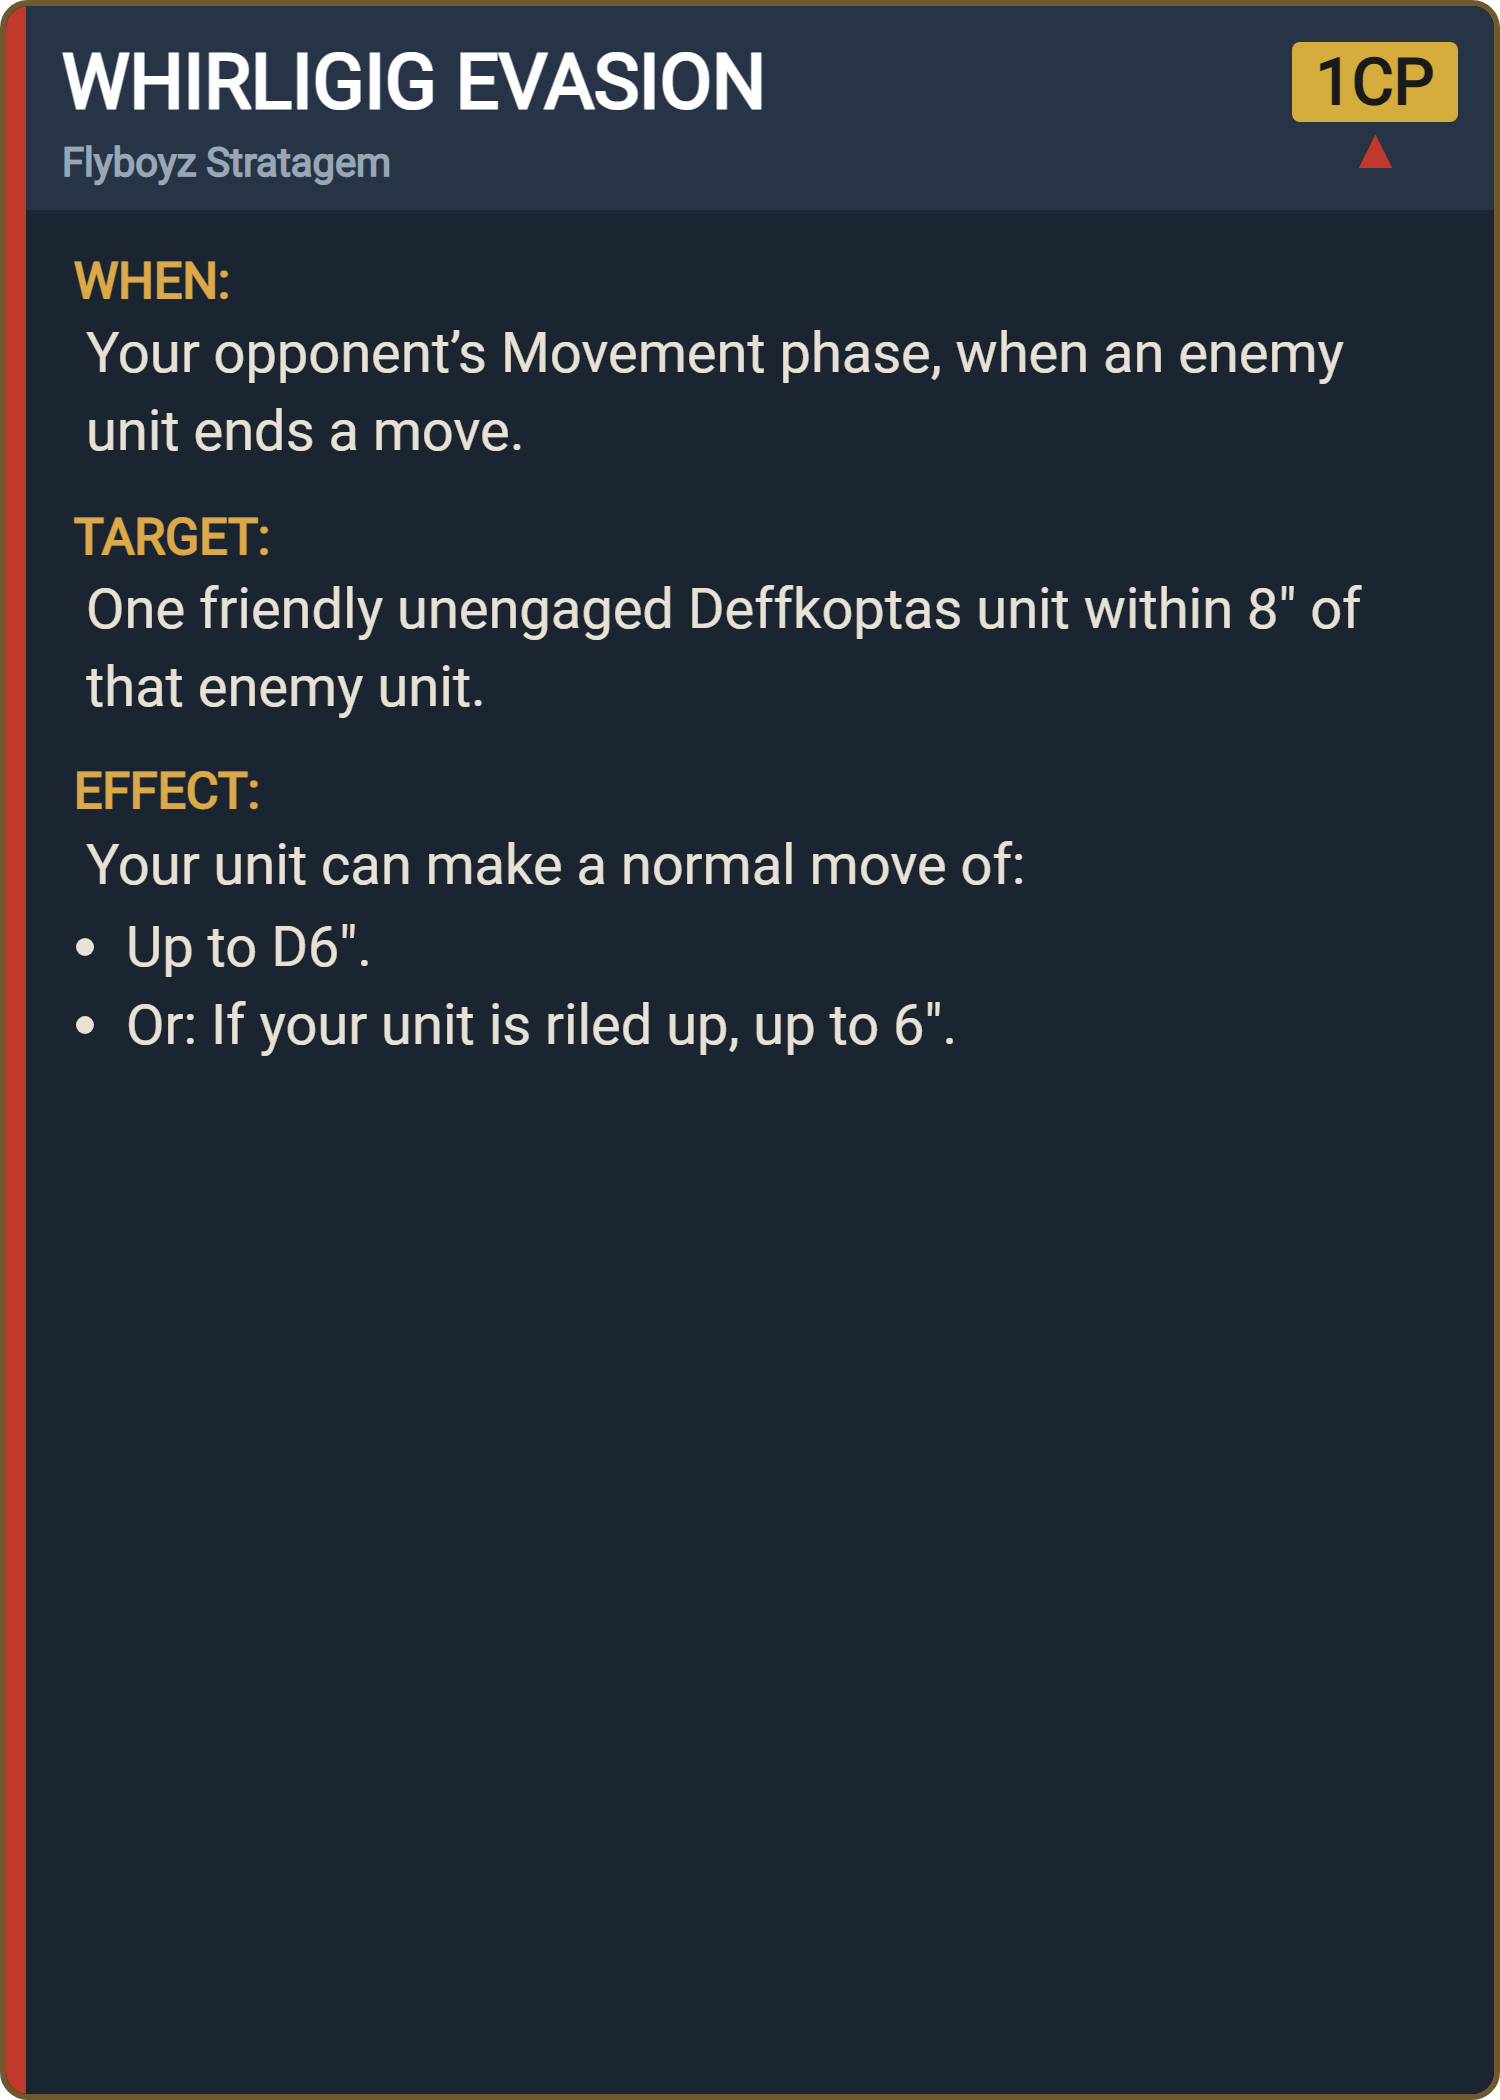 WHIRLIGIG EVASION
1CP
Flyboyz Stratagem
WHEN:
Your opponent’s Movement phase, when an enemy
unit ends a move.
TARGET:
One friendly unengaged Deffkoptas unit within 8" of
that enemy unit.
EFFECT:
Your unit can make a normal move of:
• Up to D6".
• Or: If your unit is riled up, up to 6".